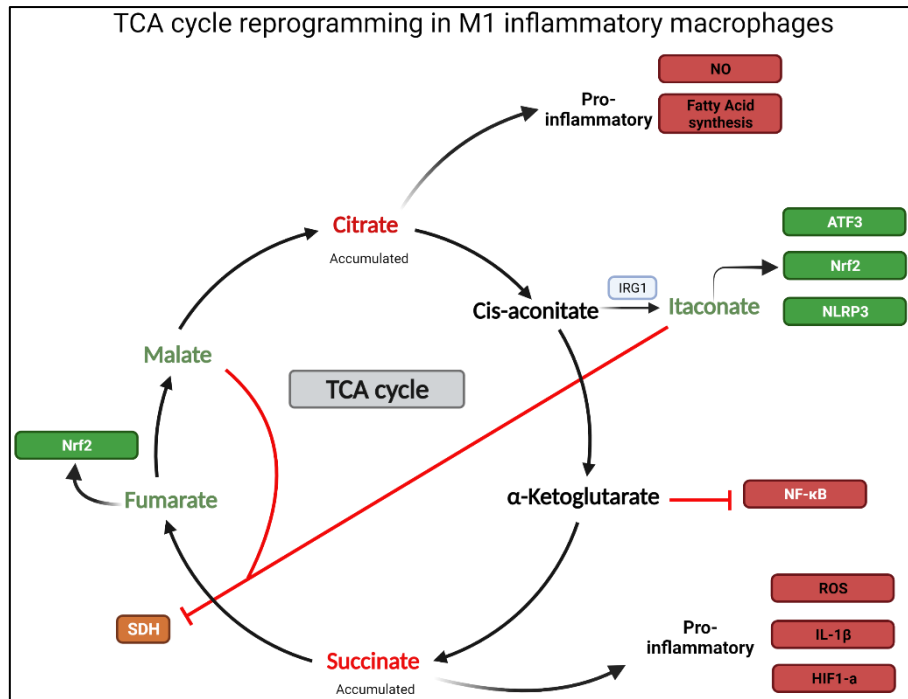 TCA cycle reprogramming in M1 inflammatory macrophages
NO
Pro-
inflammatory
Fatty Acid
synthesis
Citrate
Accumulated
ATF3
Nrf2
NLRP3
IRG1
Cis-aconitate
Itaconate
Malate
TCA cycle
Nrf2
Fumarate
α-Ketoglutarate
NF-κB
SDH
Succinate
Accumulated
Pro-
inflammatory
ROS
IL-1β
HIF1-a